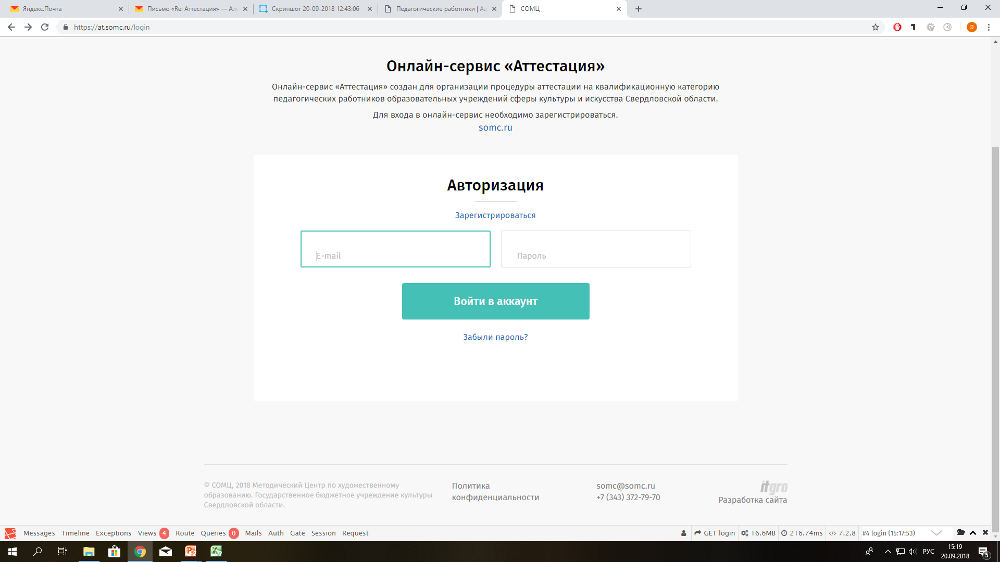 Яндекс.Почта
Письмо «Re: Аттестация» — Але
Скриншот 20-09-2018 12:43:06
Педагогические работники | Ад
СОМЦ
https://at.somc.ru/login
Э
Онлайн-сервис «Аттестация»
Онлайн-сервис «Аттестация» создан для организации процедуры аттестации на квалификационную категорию
педагогических работников образовательных учреждений сферы культуры и искусства Свердловской области.
Для входа в онлайн-сервис необходимо зарегистрироваться.
somc.ru
Авторизация
Зарегистрироваться
E-mail
Пароль
Войти в аккаунт
Забыли пароль?
© СОМЦ, 2018 Методический Центр по художественному
образованию. Государственное бюджетное учреждение культуры
Свердловской области.
Политика
конфиденциальности
somc@somc.ru
+7 (343) 372-79-70
itgro
Разработка сайта
Messages Timeline Exceptions Views 4 Route Queries 0 Mails Auth Gate Session Request
GET login 16.6MB 216.74ms 7.2.8 #4 login (15:17:53)
РУС
15:19
20.09.2018
5